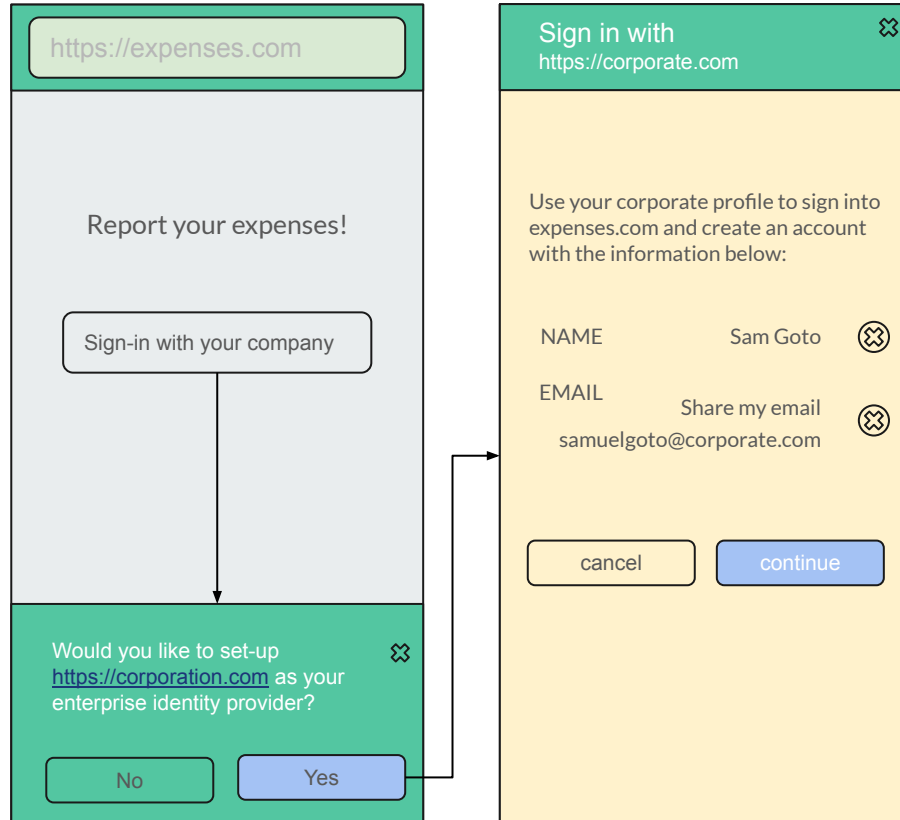 https://expenses.com
Report your expenses!
Sign-in with your company
Would you like to set-up
https://corporation.com as your
enterprise identity provider?
No
Yes
Sign in with
https://corporate.com
Use your corporate profile to sign into
expenses.com and create an account
with the information below:
NAME Sam Goto
EMAIL
Share my email
samuelgoto@corporate.com
cancel
continue